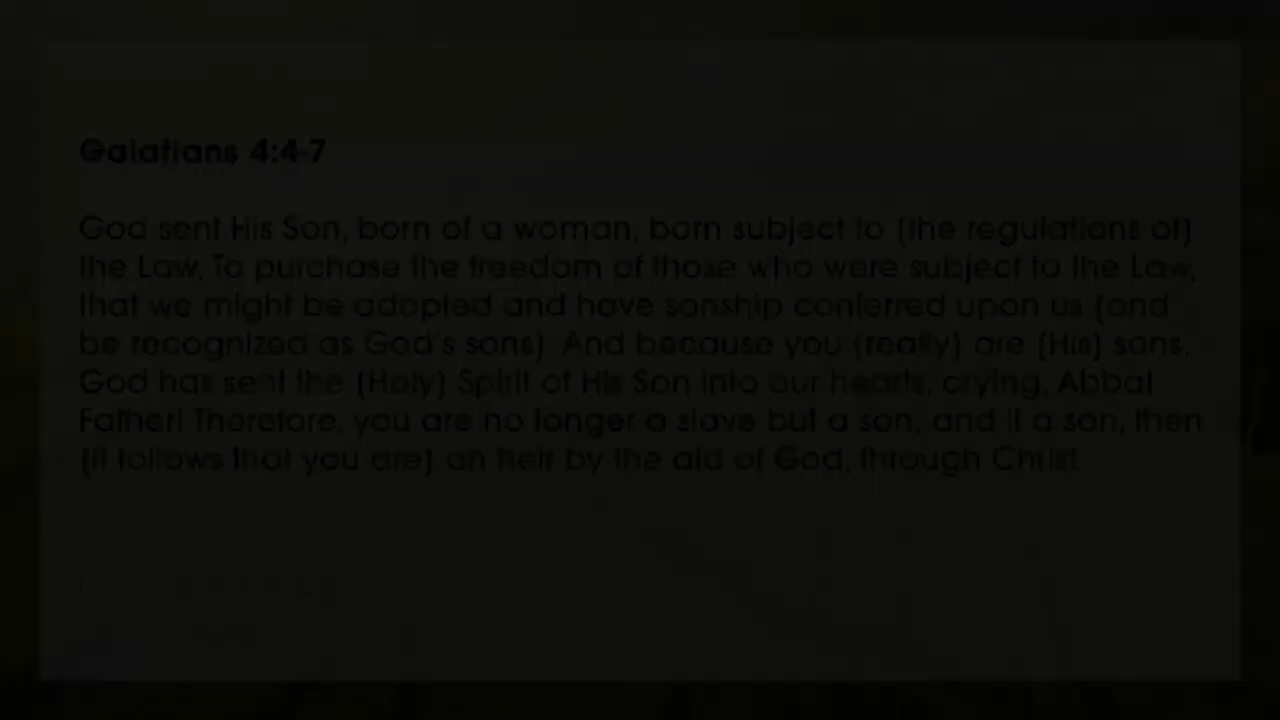 Galatians 4:4-7
God sent His Son, born of a woman, born subject to (the regulations of)
the Law, To purchase the freedom of those who were subject to the Law,
that we might be adopted and have sonship conferred upon us (and
be recognized as God's sons). And because you (really) are (His) sons,
God has sent the (Holy) Spirit of His Son into our hearts, crying, Abba!
Father! Therefore, you are no longer a slave but a son; and if a son, then
(it follows that you are) an heir by the aid of God, through Christ.